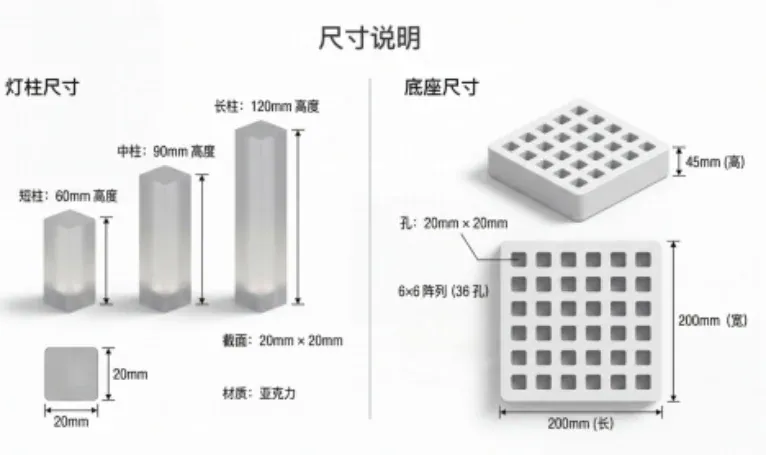 尺寸说明
灯柱尺寸
长柱：120mm 高度
中柱：90mm 高度
短柱：60mm 高度
截面：20mm × 20mm
20mm
20mm
材质：亚克力
底座尺寸
45mm (高)
孔：20mm × 20mm
6×6 阵列 (36 孔)
200mm（宽）
200mm (长)